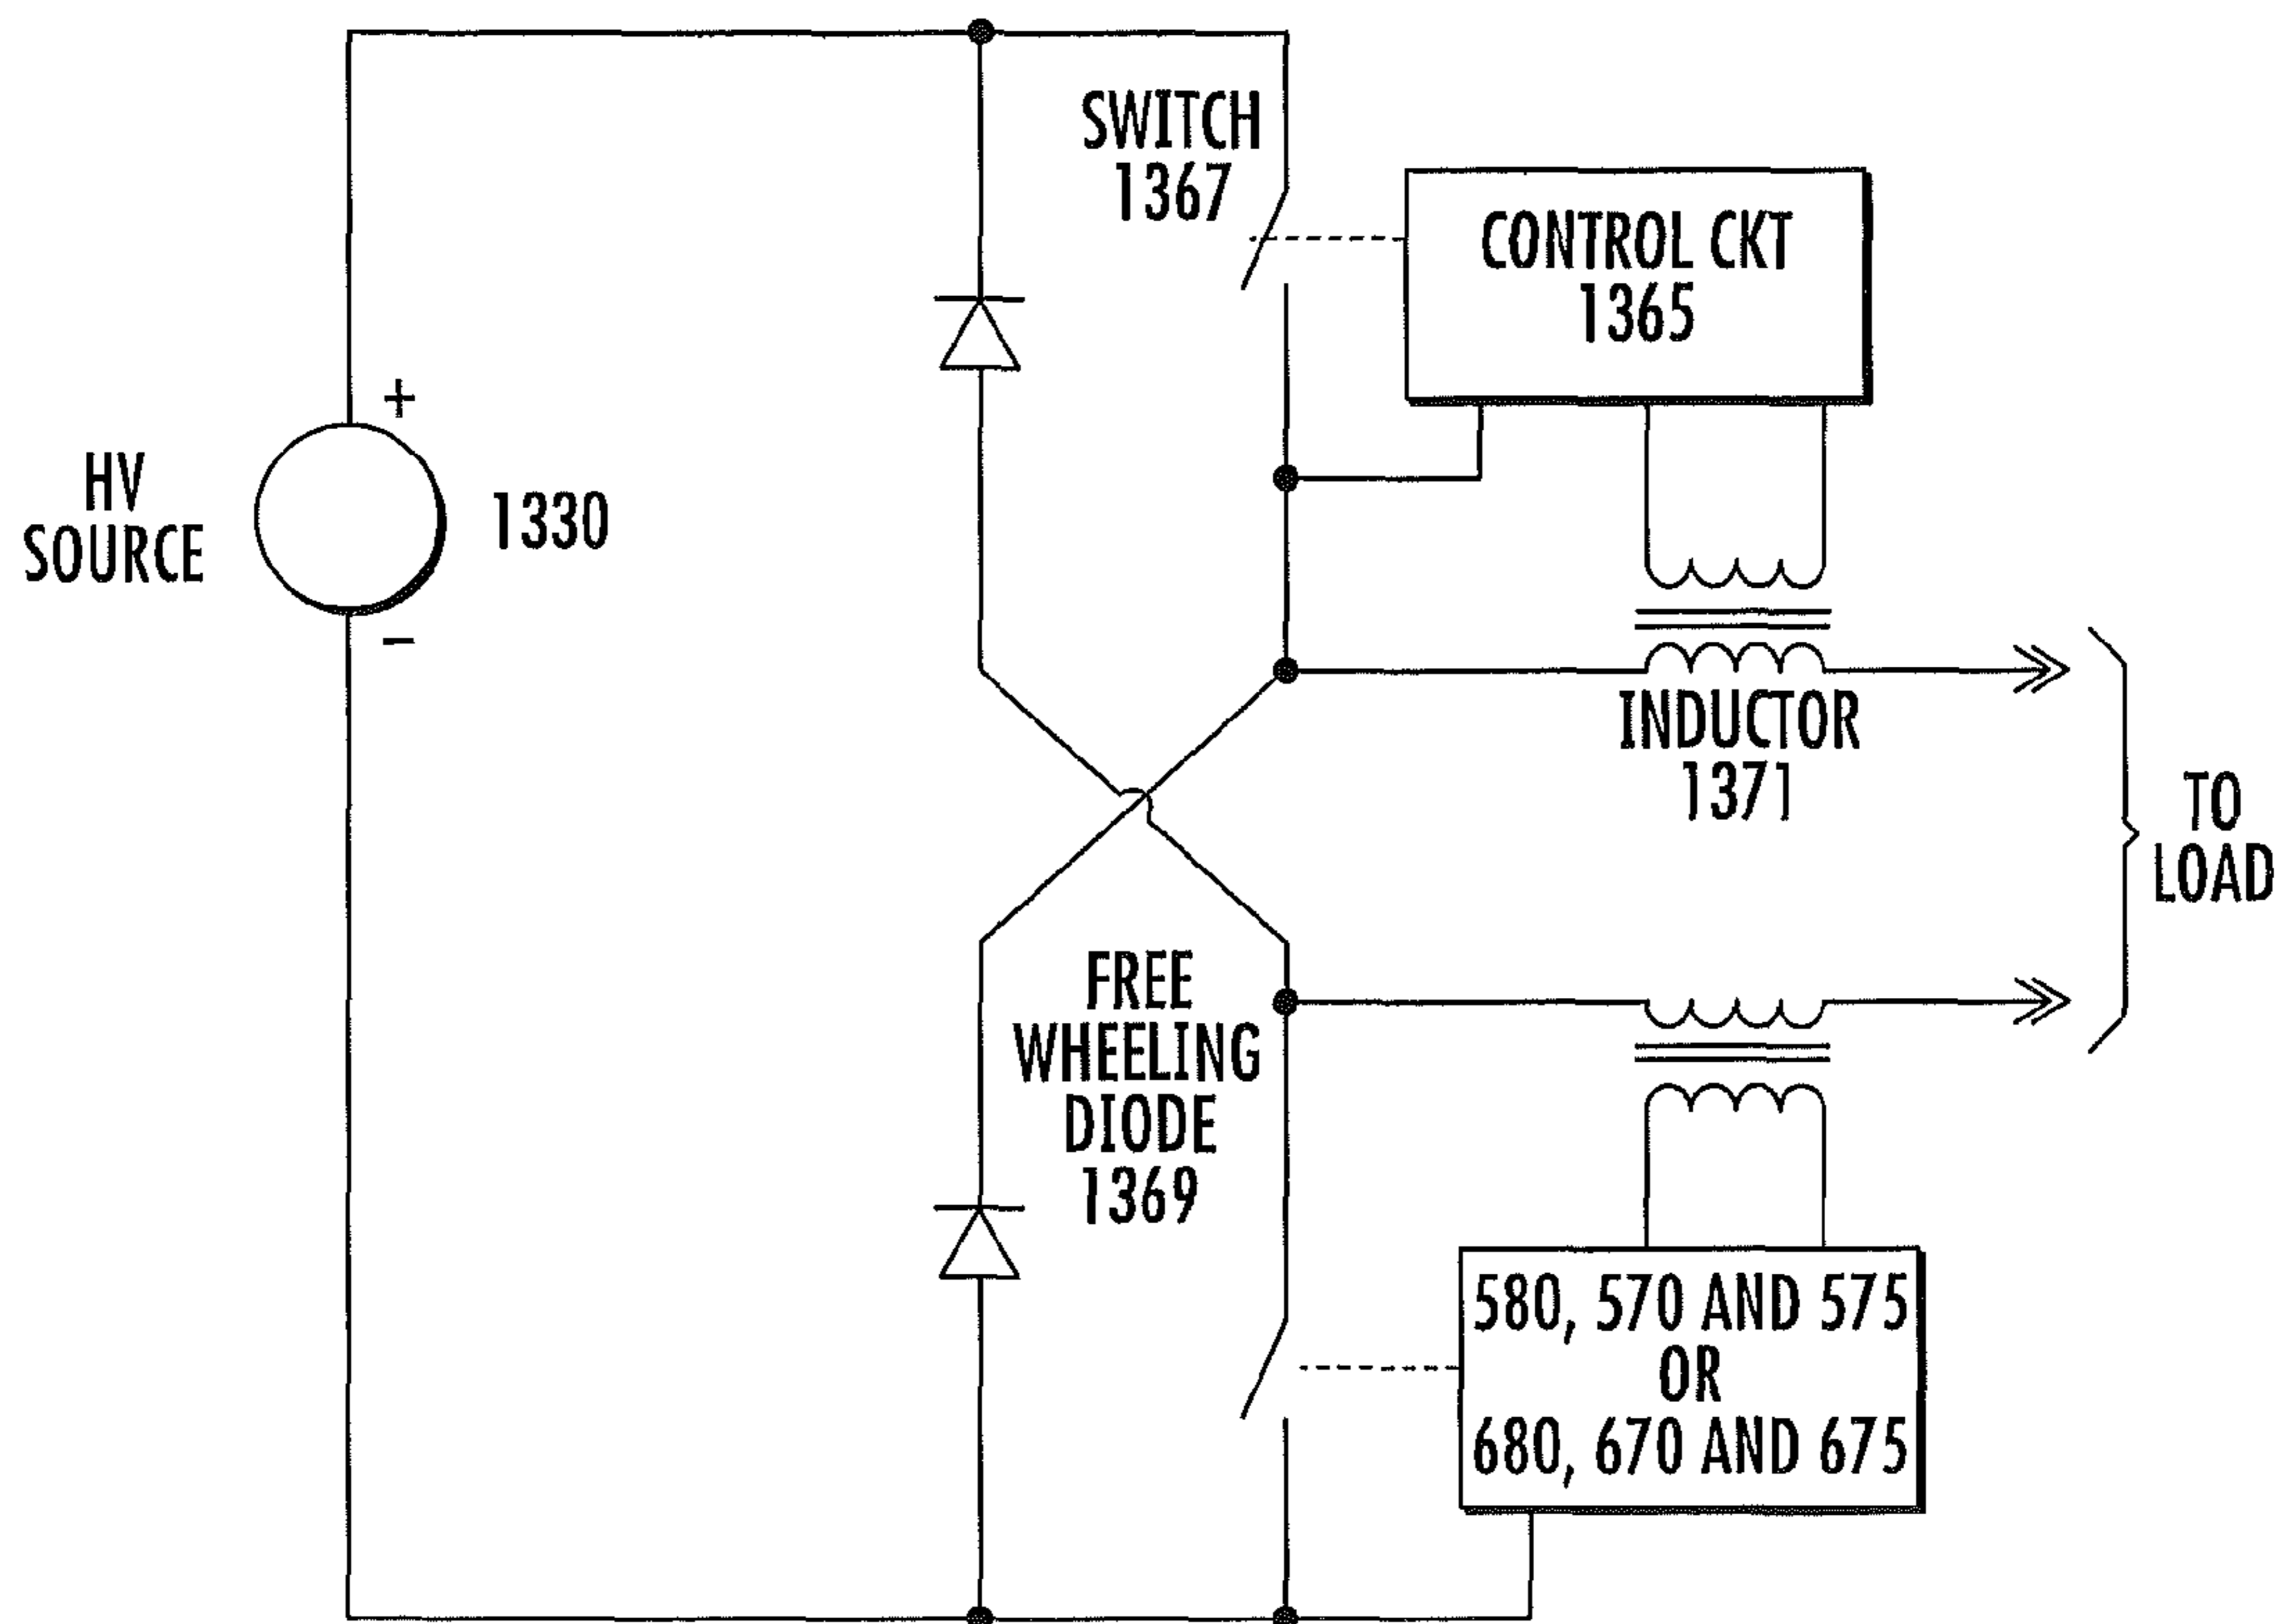 SWITCH
1367
CONTROL CKT
1365
+
HV
SOURCE
1330
−
INDUCTOR
1371
TO
LOAD
FREE
WHEELING
DIODE
1369
580, 570 AND 575
OR
680, 670 AND 675